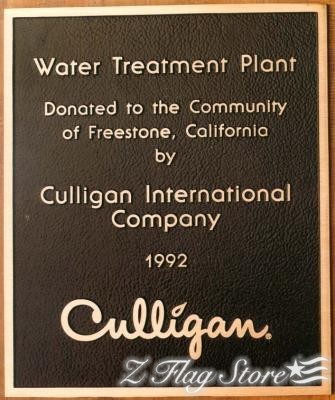 Water Treatment Plant
Donated to the Community
of Freestone, California
by
Culligan International
Company
1992
Culligan®
Z Flag Store